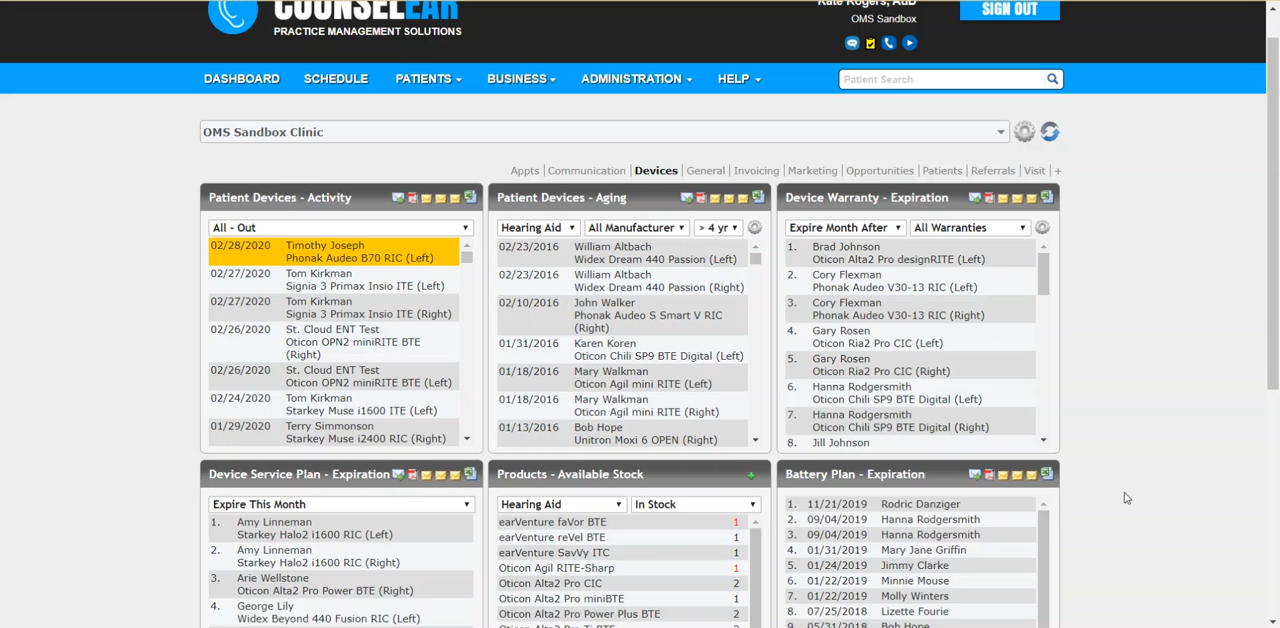 COUNSELEAR
PRACTICE MANAGEMENT SOLUTIONS
Kate Rogers, AuD
OMS Sandbox
SIGN OUT
DASHBOARD SCHEDULE PATIENTS BUSINESS ADMINISTRATION HELP
Patient Search
OMS Sandbox Clinic
Appts | Communication | Devices | General | Invoicing | Marketing | Opportunities | Patients | Referrals | Visit | +
Patient Devices - Activity
All - Out
02/28/2020 Timothy Joseph
Phonak Audeo B70 RIC (Left)
02/27/2020 Tom Kirkman
Signia 3 Primax Insio ITE (Left)
02/27/2020 Tom Kirkman
Signia 3 Primax Insio ITE (Right)
02/26/2020 St. Cloud ENT Test
Oticon OPN2 miniRITE BTE
(Right)
02/26/2020 St. Cloud ENT Test
Oticon OPN2 miniRITE BTE (Left)
02/24/2020 Tom Kirkman
Starkey Muse i1600 ITE (Left)
01/29/2020 Terry Simmonson
Starkey Muse i2400 RIC (Right)
Patient Devices - Aging
Hearing Aid All Manufacturer > 4 yr
02/23/2016 William Altbach
Widex Dream 440 Passion (Left)
02/23/2016 William Altbach
Widex Dream 440 Passion (Right)
02/10/2016 John Walker
Phonak Audeo S Smart V RIC
(Right)
01/31/2016 Karen Koren
Oticon Chili SP9 BTE Digital (Left)
01/18/2016 Mary Walkman
Oticon Agil mini RITE (Left)
01/18/2016 Mary Walkman
Oticon Agil mini RITE (Right)
01/13/2016 Bob Hope
Unitron Moxi 6 OPEN (Right)
Device Warranty - Expiration
Expire Month After All Warranties
1. Brad Johnson
Oticon Alta2 Pro designRITE (Left)
2. Cory Flexman
Phonak Audeo V30-13 RIC (Left)
3. Cory Flexman
Phonak Audeo V30-13 RIC (Right)
4. Gary Rosen
Oticon Ria2 Pro CIC (Left)
5. Gary Rosen
Oticon Ria2 Pro CIC (Right)
6. Hanna Rodgersmith
Oticon Chili SP9 BTE Digital (Left)
7. Hanna Rodgersmith
Oticon Chili SP9 BTE Digital (Right)
8. Jill Johnson
Device Service Plan - Expiration
Expire This Month
1. Amy Linneman
Starkey Halo2 i1600 RIC (Left)
2. Amy Linneman
Starkey Halo2 i1600 RIC (Right)
3. Arie Wellstone
Oticon Alta2 Pro Power BTE (Right)
4. George Lily
Widex Beyond 440 Fusion RIC (Left)
Products - Available Stock
Hearing Aid In Stock
earVenture faVor BTE 1
earVenture reVel BTE 1
earVenture SavVy ITC 1
Oticon Agil RITE-Sharp 1
Oticon Alta2 Pro CIC 2
Oticon Alta2 Pro miniBTE 1
Oticon Alta2 Pro Power Plus BTE 2
Battery Plan - Expiration
1. 11/21/2019 Rodric Danziger
2. 09/04/2019 Hanna Rodgersmith
3. 09/04/2019 Hanna Rodgersmith
4. 01/31/2019 Mary Jane Griffin
5. 01/24/2019 Jimmy Clarke
6. 01/22/2019 Minnie Mouse
7. 01/22/2019 Molly Winters
8. 07/25/2018 Lizette Fourie
9. 05/31/2018 Bob Hope